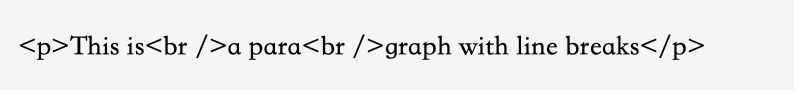 <p>This is<br />a para<br />graph with line breaks</p>